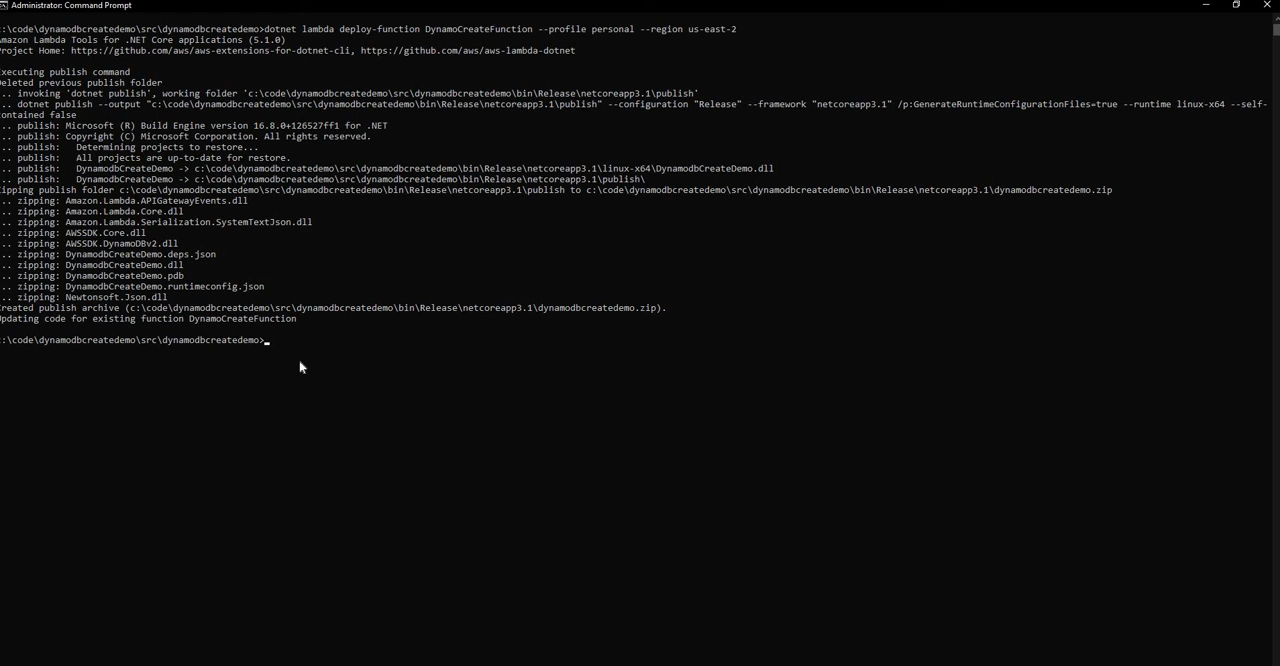 Administrator: Command Prompt
:\code\dynamodbcreatedemo\src\dynamodbcreatedemo>dotnet lambda deploy-function DynamoCreateFunction --profile personal --region us-east-2
mazon Lambda Tools for .NET Core applications (5.1.0)
roject Home: https://github.com/aws/aws-extensions-for-dotnet-cli, https://github.com/aws/aws-lambda-dotnet
xecuting publish command
eleted previous publish folder
.. invoking 'dotnet publish', working folder 'c:\code\dynamodbcreatedemo\src\dynamodbcreatedemo\bin\Release\netcoreapp3.1\publish'
.. dotnet publish --output "c:\code\dynamodbcreatedemo\src\dynamodbcreatedemo\bin\Release\netcoreapp3.1\publish" --configuration "Release" --framework "netcoreapp3.1" /p:GenerateRuntimeConfigurationFiles=true --runtime linux-x64 --self-
ontained false
.. publish: Microsoft (R) Build Engine version 16.8.0+126527ff1 for .NET
.. publish: Copyright (C) Microsoft Corporation. All rights reserved.
.. publish:   Determining projects to restore...
.. publish:   All projects are up-to-date for restore.
.. publish:   DynamodbCreateDemo -> c:\code\dynamodbcreatedemo\src\dynamodbcreatedemo\bin\Release\netcoreapp3.1\linux-x64\DynamodbCreateDemo.dll
.. publish:   DynamodbCreateDemo -> c:\code\dynamodbcreatedemo\src\dynamodbcreatedemo\bin\Release\netcoreapp3.1\publish\
ipping publish folder c:\code\dynamodbcreatedemo\src\dynamodbcreatedemo\bin\Release\netcoreapp3.1\publish to c:\code\dynamodbcreatedemo\src\dynamodbcreatedemo\bin\Release\netcoreapp3.1\dynamodbcreatedemo.zip
.. zipping: Amazon.Lambda.APIGatewayEvents.dll
.. zipping: Amazon.Lambda.Core.dll
.. zipping: Amazon.Lambda.Serialization.SystemTextJson.dll
.. zipping: AWSSDK.Core.dll
.. zipping: AWSSDK.DynamoDBv2.dll
.. zipping: DynamodbCreateDemo.deps.json
.. zipping: DynamodbCreateDemo.dll
.. zipping: DynamodbCreateDemo.pdb
.. zipping: DynamodbCreateDemo.runtimeconfig.json
.. zipping: Newtonsoft.Json.dll
reated publish archive (c:\code\dynamodbcreatedemo\src\dynamodbcreatedemo\bin\Release\netcoreapp3.1\dynamodbcreatedemo.zip).
pdating code for existing function DynamoCreateFunction
:\code\dynamodbcreatedemo\src\dynamodbcreatedemo>